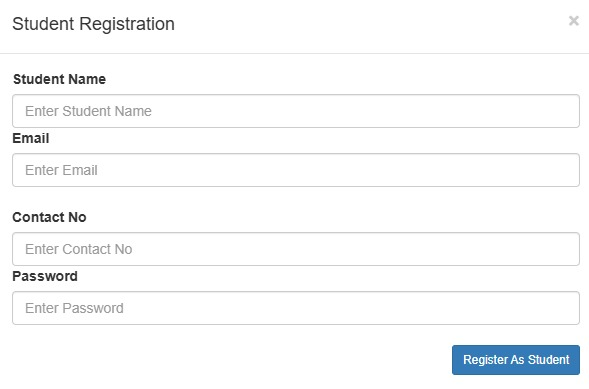 Student Registration ×
Student Name
Enter Student Name
Email
Enter Email
Contact No
Enter Contact No
Password
Enter Password
Register As Student